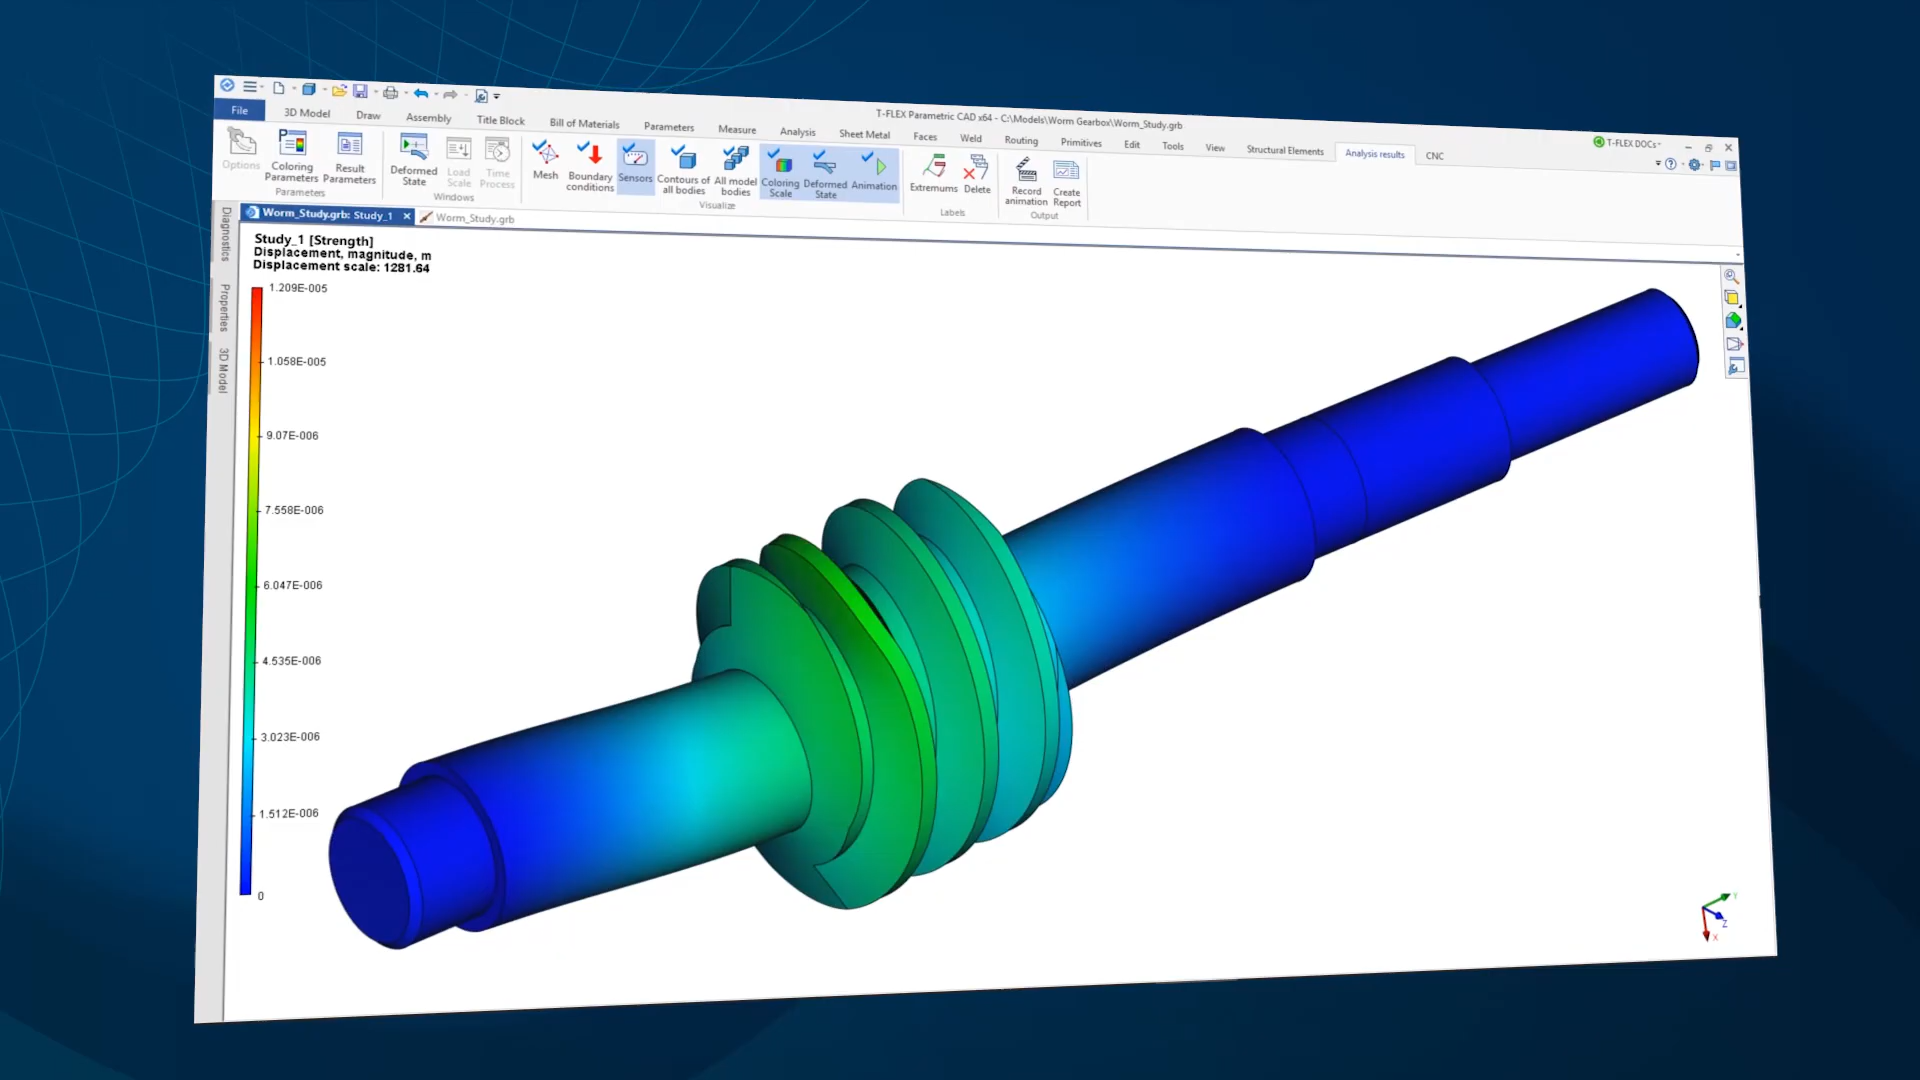 T-FLEX Parametric CAD x64 - C:\Models\Worm Gearbox\Worm_Study.grb
T-FLEX DOCs
File 3D Model Draw Assembly Title Block Bill of Materials Parameters Measure Analysis Sheet Metal Faces Weld Routing Primitives Edit Tools View Structural Elements Analysis results CNC
Options
Coloring Parameters
Result Parameters
Parameters
Deformed State
Load Scale
Time Process
Windows
Mesh
Boundary conditions
Sensors
Contours of all bodies
All model bodies
Coloring Scale
Deformed State
Animation
Visualize
Extremums
Delete
Labels
Record animation
Create Report
Output
Worm_Study.grb: Study_1
Worm_Study.grb
Diagnostics
Properties
3D Model
Study_1 [Strength]
Displacement, magnitude, m
Displacement scale: 1281.64
1.209E-005
1.058E-005
9.07E-006
7.558E-006
6.047E-006
4.535E-006
3.023E-006
1.512E-006
0
Y
Z
X